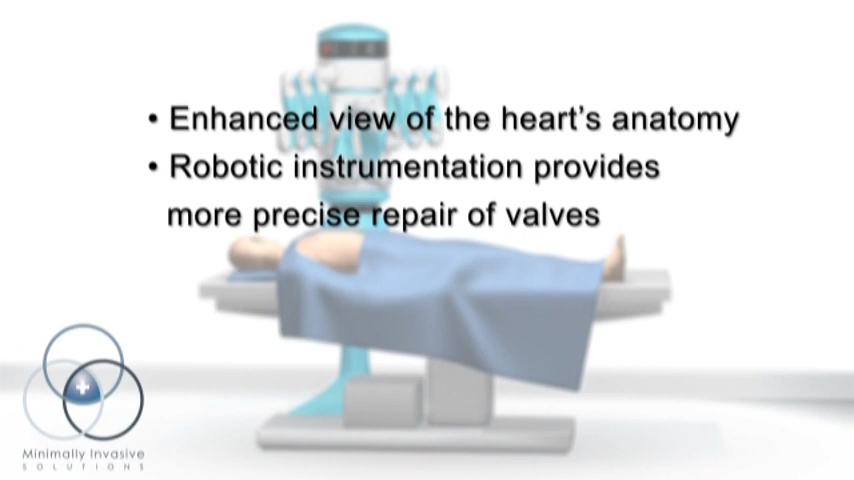 • Enhanced view of the heart's anatomy
• Robotic instrumentation provides
more precise repair of valves
Minimally Invasive
SOLUTIONS